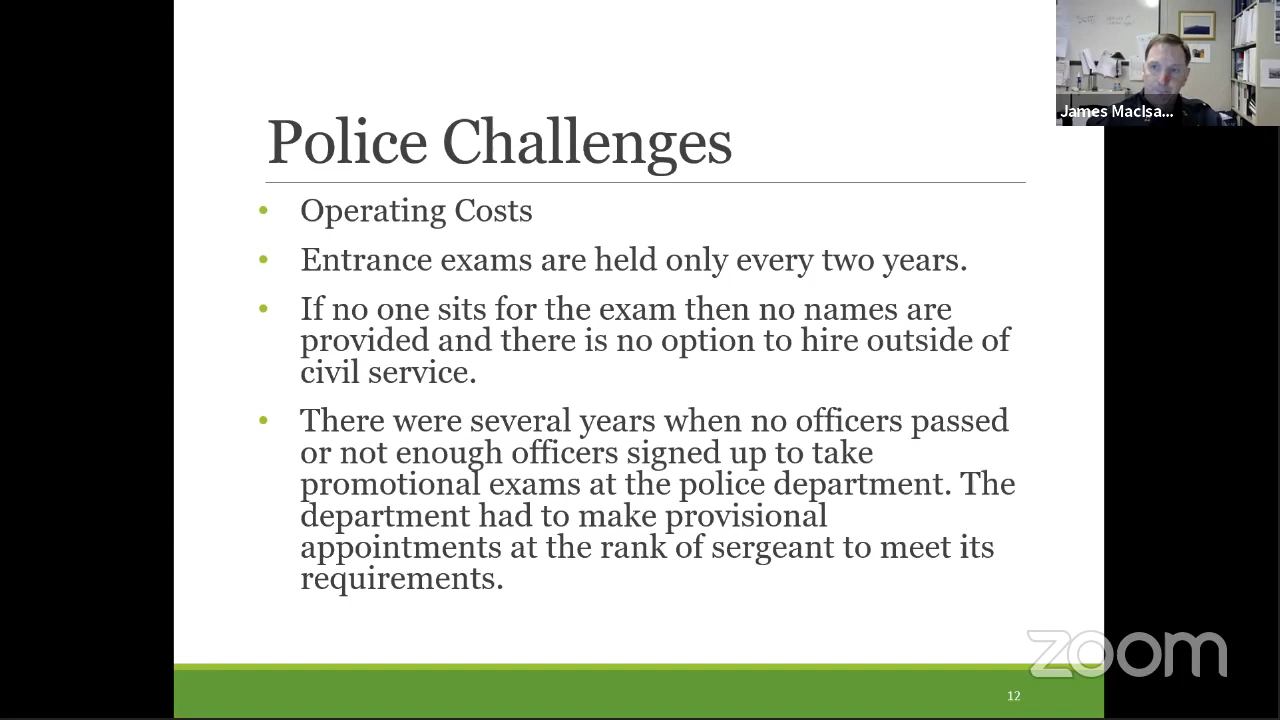 James MacIsa...
Police Challenges
• Operating Costs
• Entrance exams are held only every two years.
• If no one sits for the exam then no names are
provided and there is no option to hire outside of
civil service.
• There were several years when no officers passed
or not enough officers signed up to take
promotional exams at the police department. The
department had to make provisional
appointments at the rank of sergeant to meet its
requirements.
zoom
12